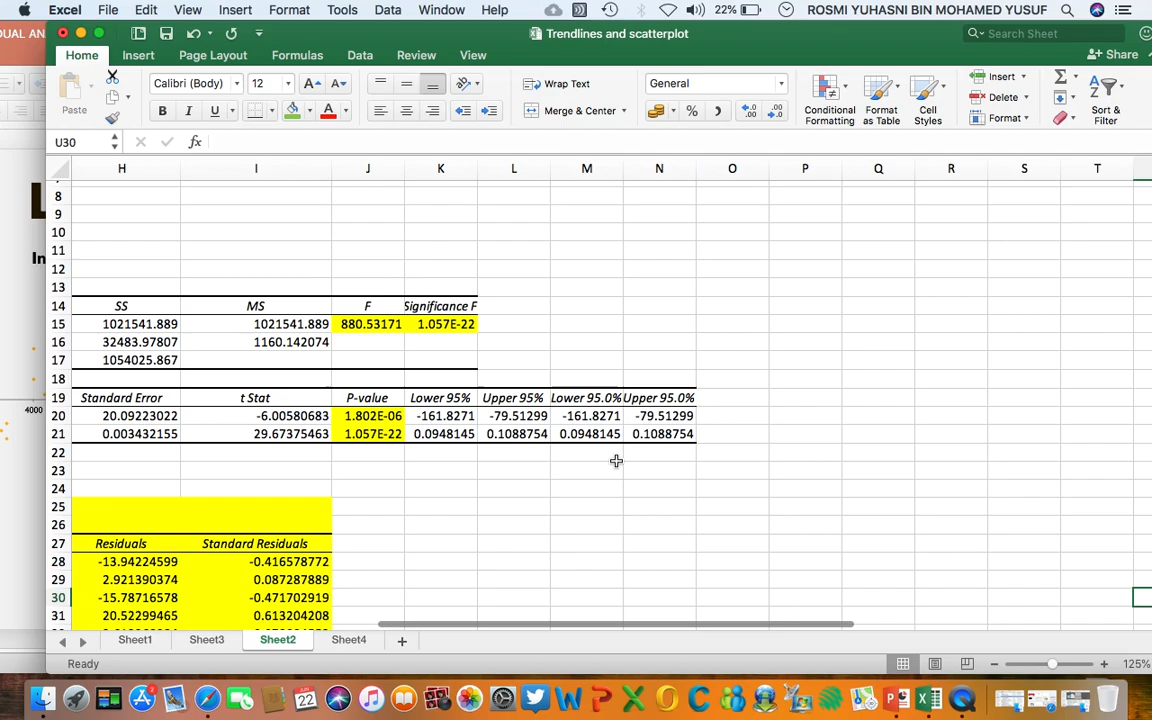 Excel File Edit View Insert Format Tools Data Window Help 22% ROSMI YUHASNI BIN MOHAMED YUSUF
DUAL AN
Trendlines and scatterplot Search Sheet
Home Insert Page Layout Formulas Data Review View Share
Paste Calibri (Body) 12 A A Wrap Text General Insert
B I U A Merge & Center % Conditional Formatting Format as Table Cell Styles Delete Format Sort & Filter
U30 fx
H I J K L M N O P Q R S T
8
9
10
11
12
13
14 SS MS F Significance F
15 1021541.889 1021541.889 880.53171 1.057E-22
16 32483.97807 1160.142074
17 1054025.867
18
19 Standard Error t Stat P-value Lower 95% Upper 95% Lower 95.0% Upper 95.0%
20 20.09223022 -6.00580683 1.802E-06 -161.8271 -79.51299 -161.8271 -79.51299
21 0.003432155 29.67375463 1.057E-22 0.0948145 0.1088754 0.0948145 0.1088754
22
23
24
25
26
27 Residuals Standard Residuals
28 -13.94224599 -0.416578772
29 2.921390374 0.087287889
30 -15.78716578 -0.471702919
31 20.52299465 0.613204208
In
4000
Sheet1 Sheet3 Sheet2 Sheet4 +
Ready 125%
JUN
22